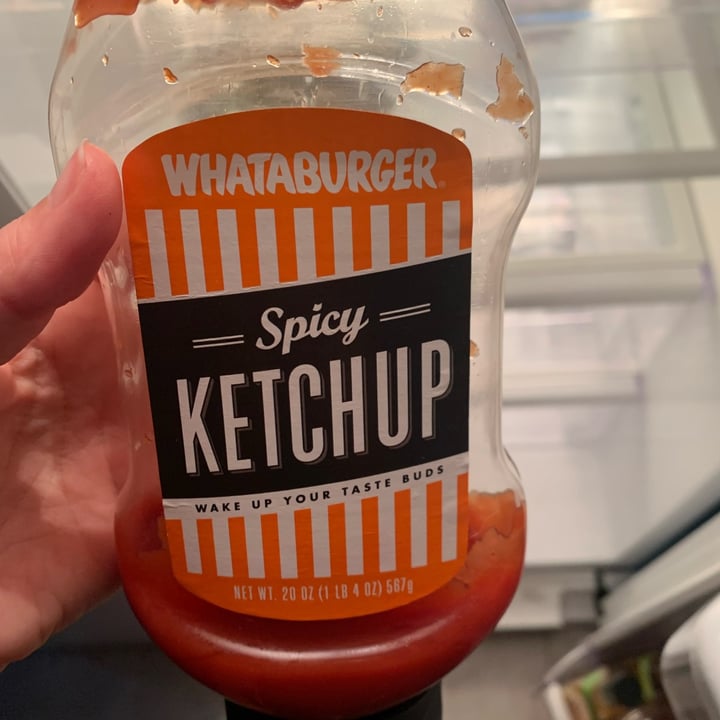 WHATABURGER
Spicy
KETCHUP
WAKE UP YOUR TASTE BUDS
NET WT. 20 OZ (1 LB 4 OZ) 567g